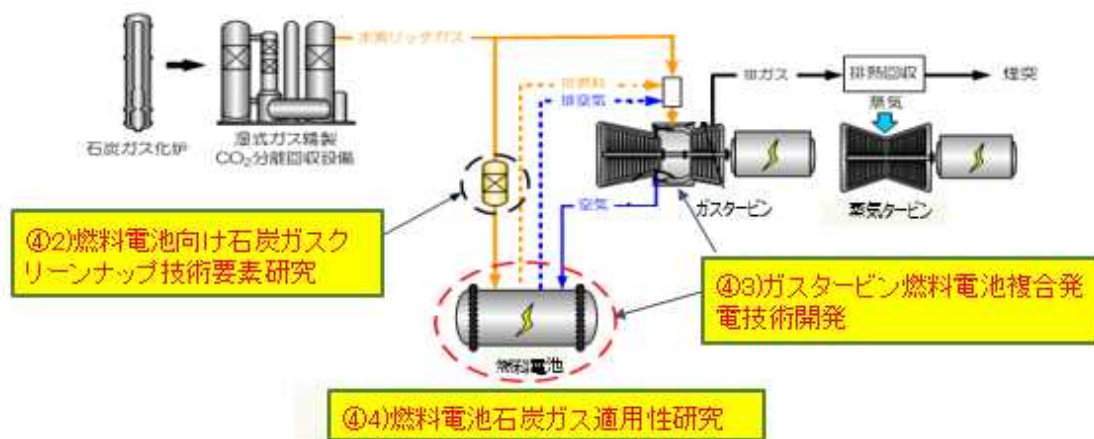 水素リッチガス
排燃料
排空気
排ガス
排熱回収
煙突
蒸気
石炭ガス化炉
湿式ガス精製
CO₂分離回収設備
空気
ガスタービン
蒸気タービン
④2)燃料電池向け石炭ガスク
リーンナップ技術要素研究
④3)ガスタービン燃料電池複合発
電技術開発
燃料電池
④4)燃料電池石炭ガス適用性研究